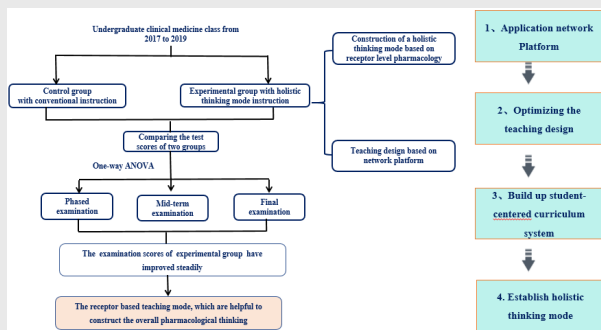 Undergraduate clinical medicine class from
2017 to 2019
Control group
with conventional instruction
Experimental group with holistic
thinking mode instruction
Comparing the test
scores of two groups
One-way ANOVA
Phased
examination
Mid-term
examination
Final
examination
The examination scores of experimental group have
improved steadily
The receptor based teaching mode, which are helpful to
construct the overall pharmacological thinking
Construction of a holistic
thinking mode based on
receptor level pharmacology
Teaching design based on
network platform
1、Application network
Platform
2、Optimizing the
teaching design
3、Build up student-
centered curriculum
system
4. Establish holistic
thinking mode